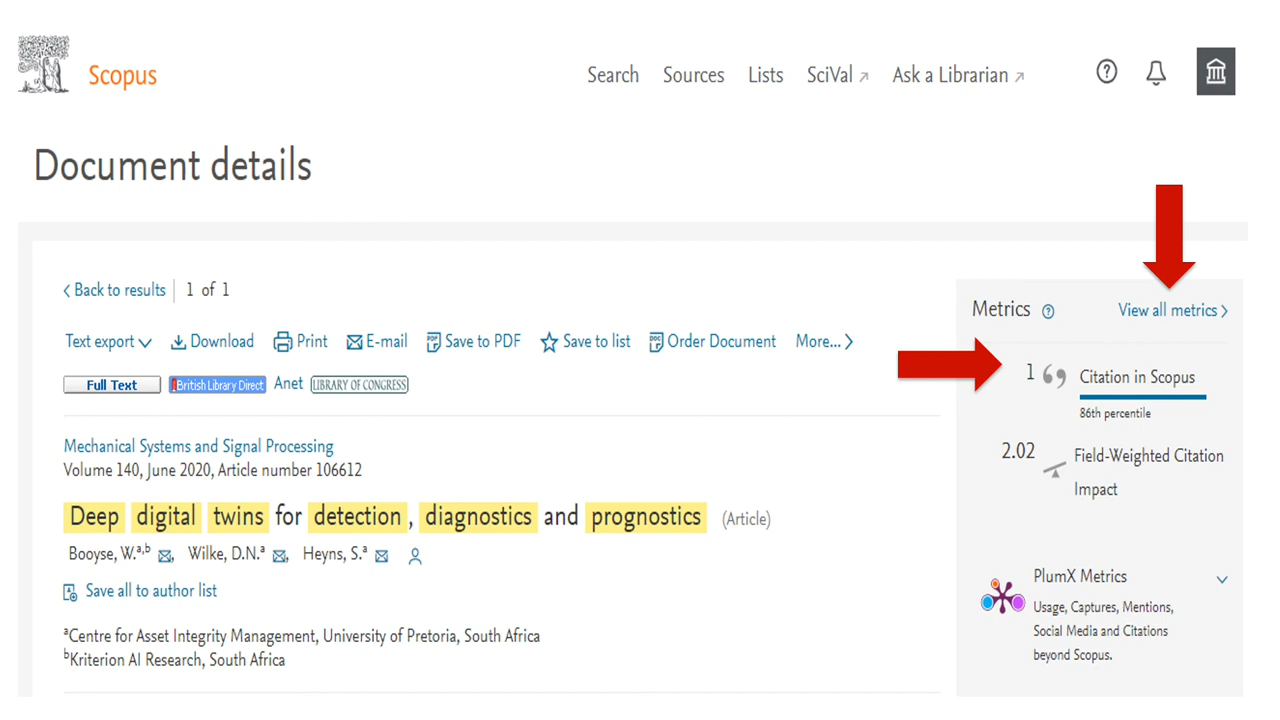 Scopus
Search Sources Lists SciVal Ask a Librarian
Document details
Back to results 1 of 1
Text export Download Print E-mail Save to PDF Save to list Order Document More...
Full Text British Library Direct Anet LIBRARY OF CONGRESS
Mechanical Systems and Signal Processing
Volume 140, June 2020, Article number 106612
Deep digital twins for detection, diagnostics and prognostics (Article)
Booyse, W.a,b, Wilke, D.N.a, Heyns, S.a
Save all to author list
aCentre for Asset Integrity Management, University of Pretoria, South Africa
bKriterion AI Research, South Africa
Metrics View all metrics
1 Citation in Scopus
86th percentile
2.02 Field-Weighted Citation
Impact
PlumX Metrics
Usage, Captures, Mentions,
Social Media and Citations
beyond Scopus.